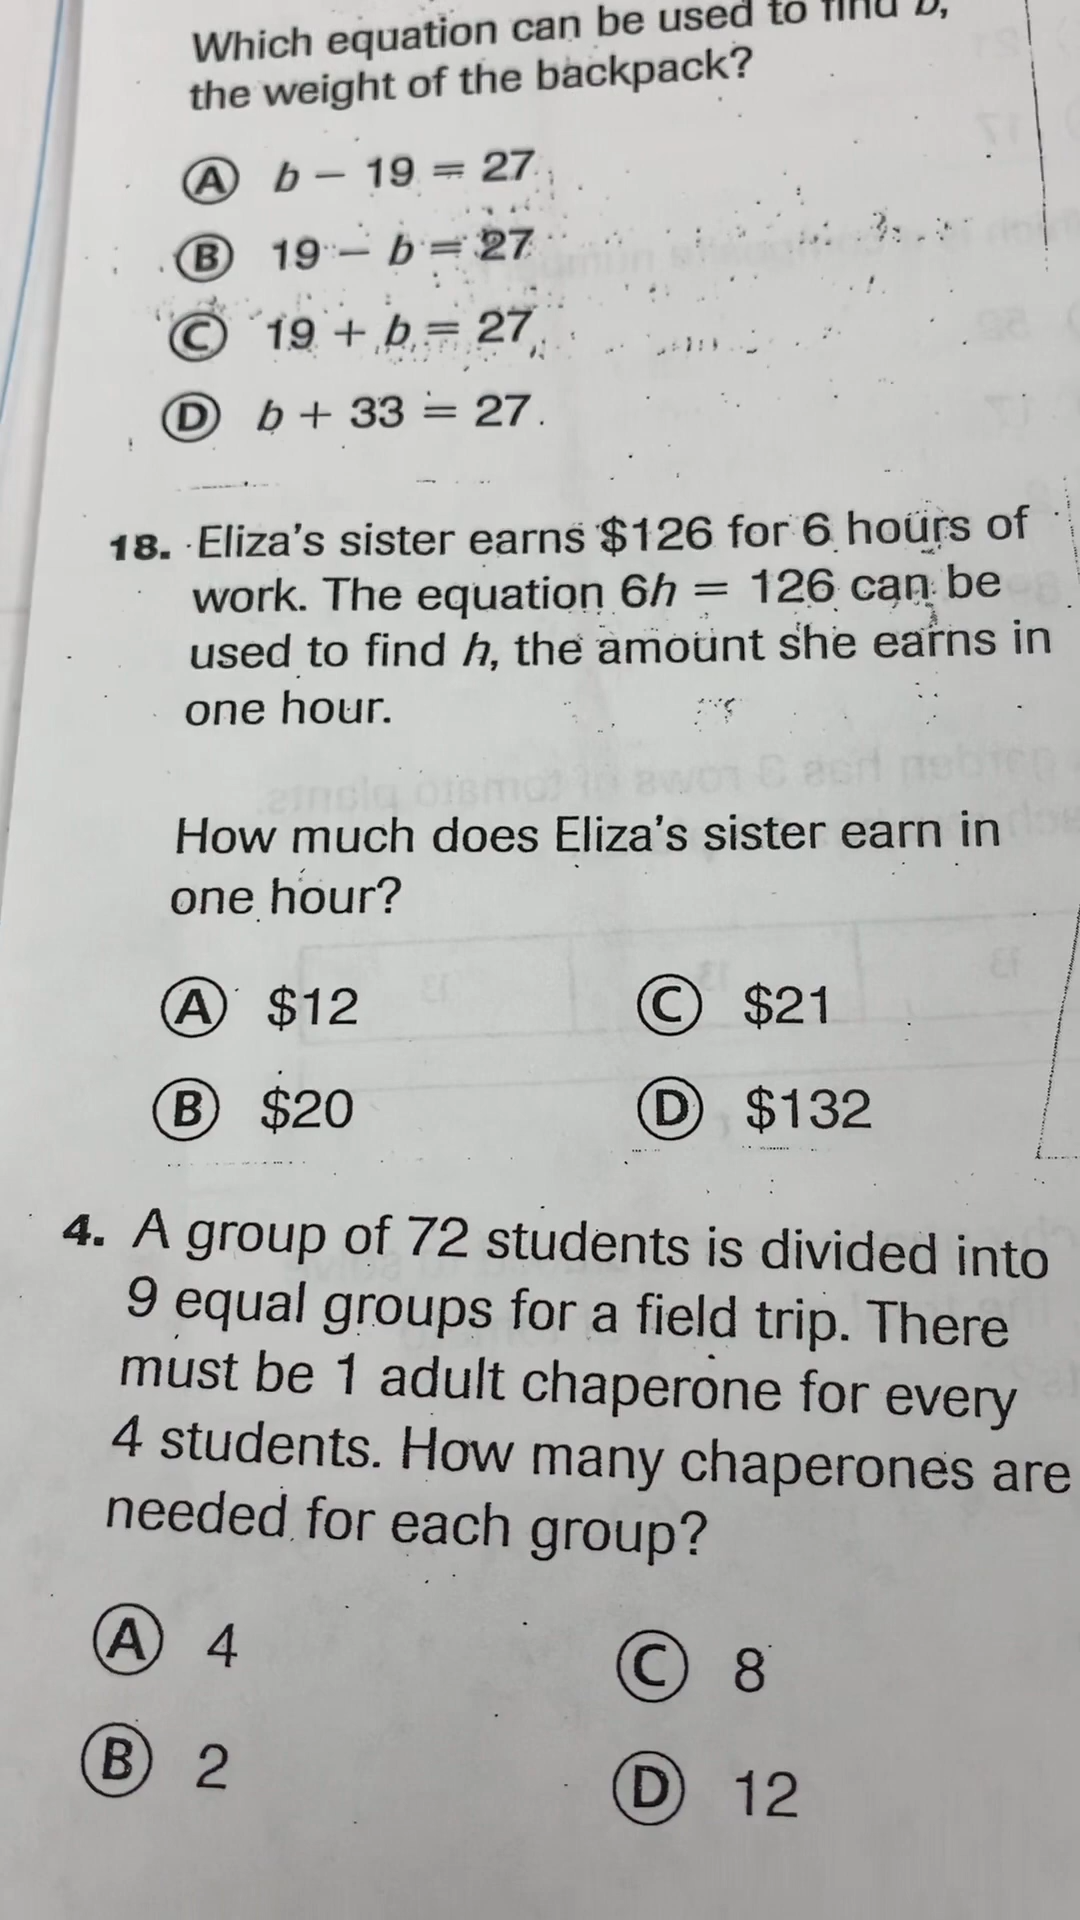 Which equation can be used to find b,
the weight of the backpack?
A b − 19 = 27
B 19 − b = 27
C 19 + b = 27
D b + 33 = 27
18. Eliza's sister earns $126 for 6 hours of
work. The equation 6h = 126 can be
used to find h, the amount she earns in
one hour.
How much does Eliza's sister earn in
one hour?
A $12
B $20
C $21
D $132
4. A group of 72 students is divided into
9 equal groups for a field trip. There
must be 1 adult chaperone for every
4 students. How many chaperones are
needed for each group?
A 4
B 2
C 8
D 12